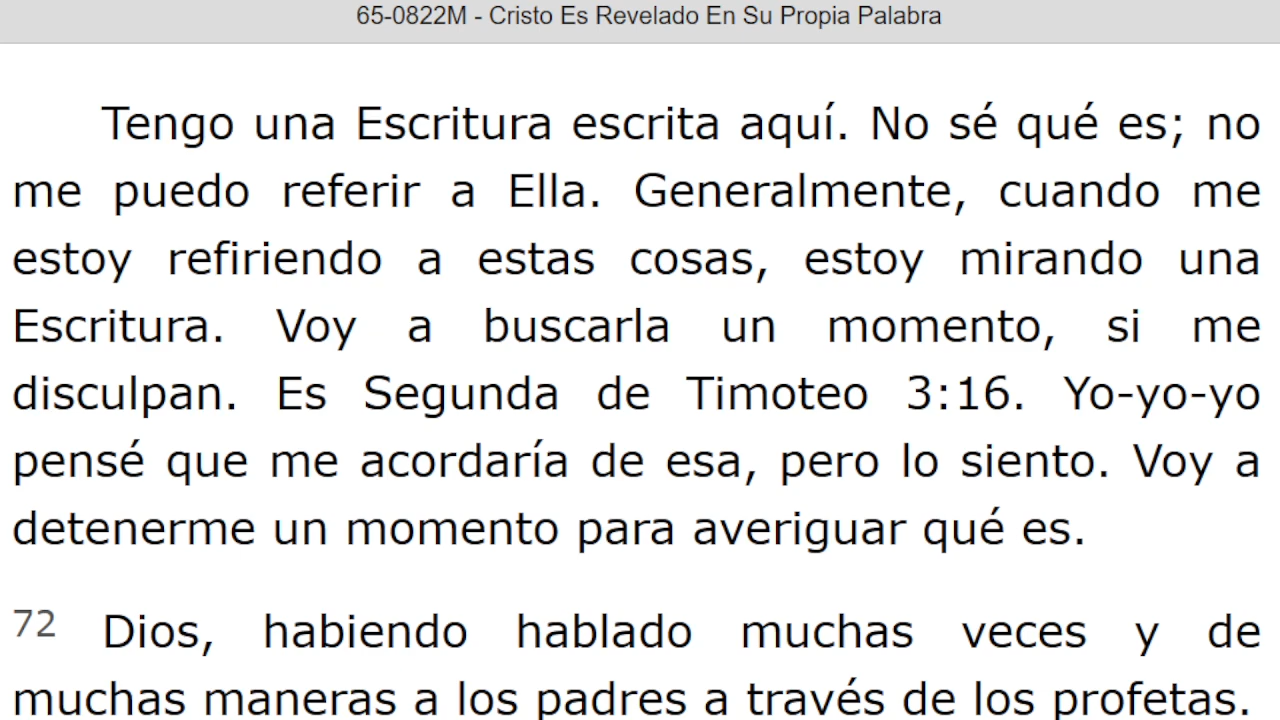 65-0822M - Cristo Es Revelado En Su Propia Palabra
Tengo una Escritura escrita aquí. No sé qué es; no
me puedo referir a Ella. Generalmente, cuando me
estoy refiriendo a estas cosas, estoy mirando una
Escritura. Voy a buscarla un momento, si me
disculpan. Es Segunda de Timoteo 3:16. Yo-yo-yo
pensé que me acordaría de esa, pero lo siento. Voy a
detenerme un momento para averiguar qué es.
72 Dios, habiendo hablado muchas veces y de
muchas maneras a los padres a través de los profetas.